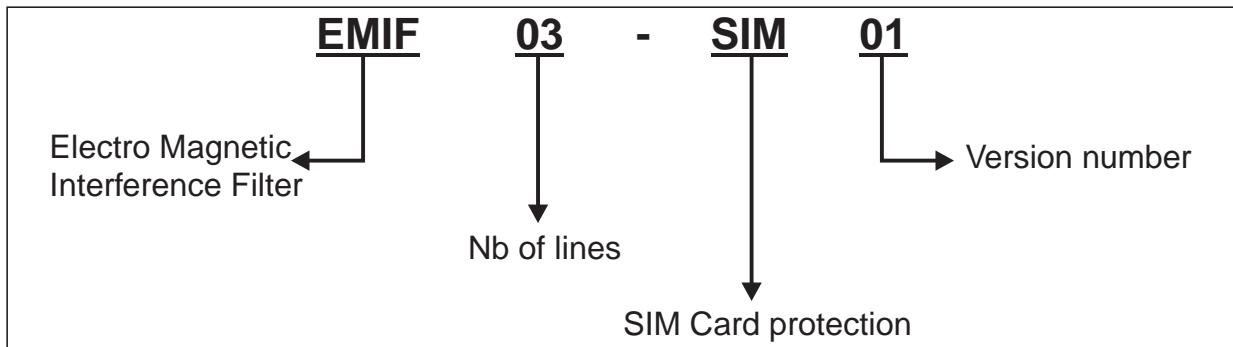 EMIF 03 - SIM 01
Electro Magnetic
Interference Filter
Version number
Nb of lines
SIM Card protection